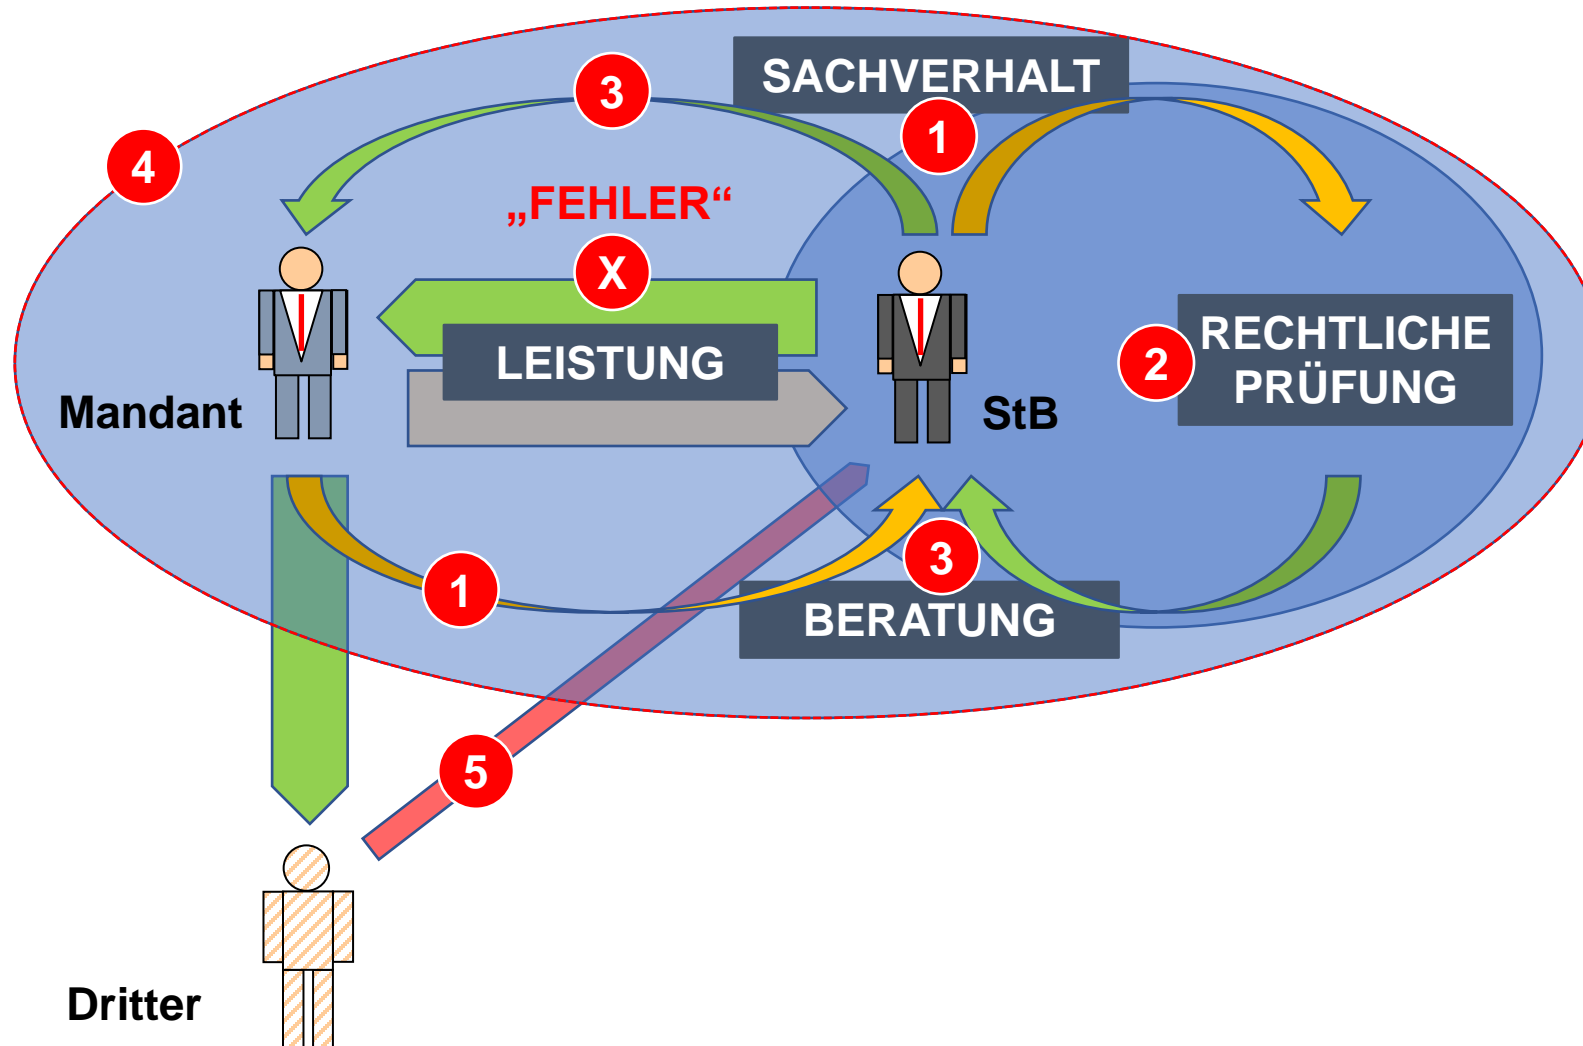 SACHVERHALT
3
1
4
„FEHLER“
X
LEISTUNG
RECHTLICHE
PRÜFUNG
2
Mandant
StB
3
1
BERATUNG
5
Dritter